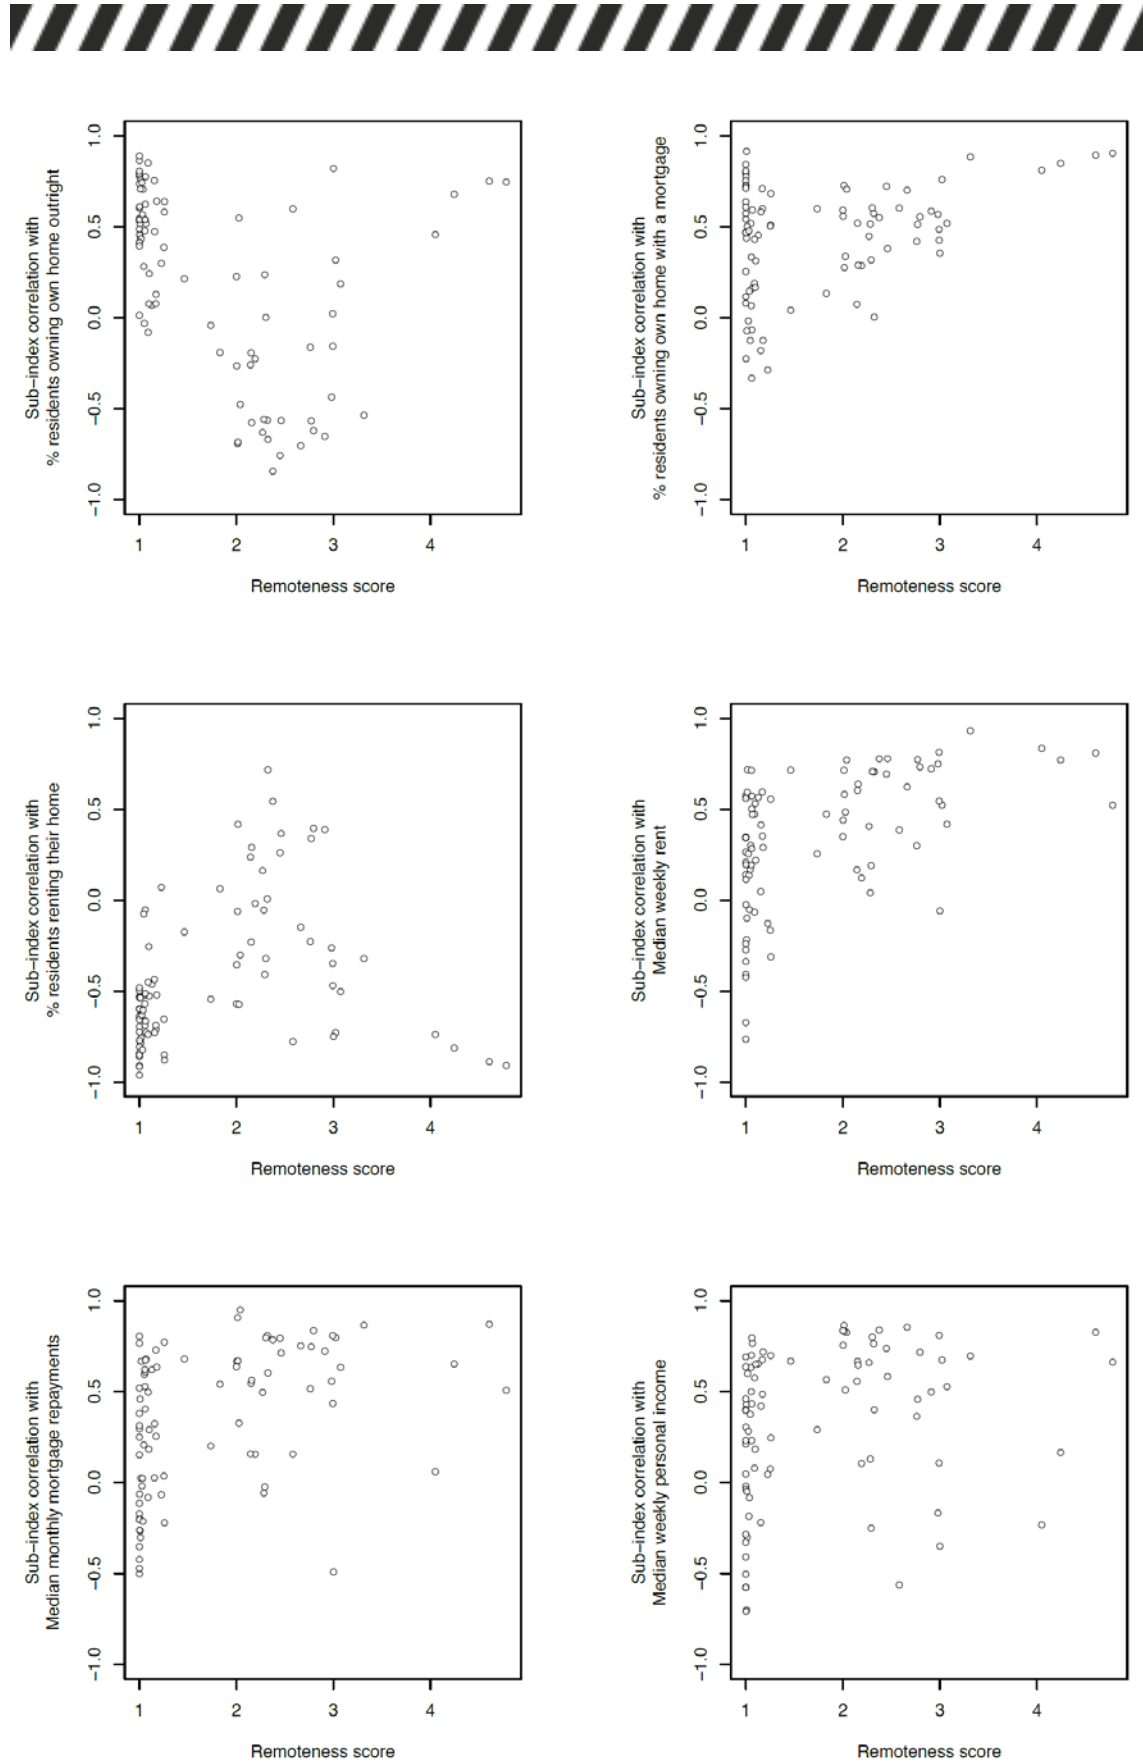 Sub−index correlation with
% residents owning own home outright
1.0
0.5
0.0
−0.5
−1.0
1 2 3 4
Remoteness score
Sub−index correlation with
% residents owning own home with a mortgage
1.0
0.5
0.0
−0.5
−1.0
1 2 3 4
Remoteness score
Sub−index correlation with
% residents renting their home
1.0
0.5
0.0
−0.5
−1.0
1 2 3 4
Remoteness score
Sub−index correlation with
Median weekly rent
1.0
0.5
0.0
−0.5
−1.0
1 2 3 4
Remoteness score
Sub−index correlation with
Median monthly mortgage repayments
1.0
0.5
0.0
−0.5
−1.0
1 2 3 4
Remoteness score
Sub−index correlation with
Median weekly personal income
1.0
0.5
0.0
−0.5
−1.0
1 2 3 4
Remoteness score